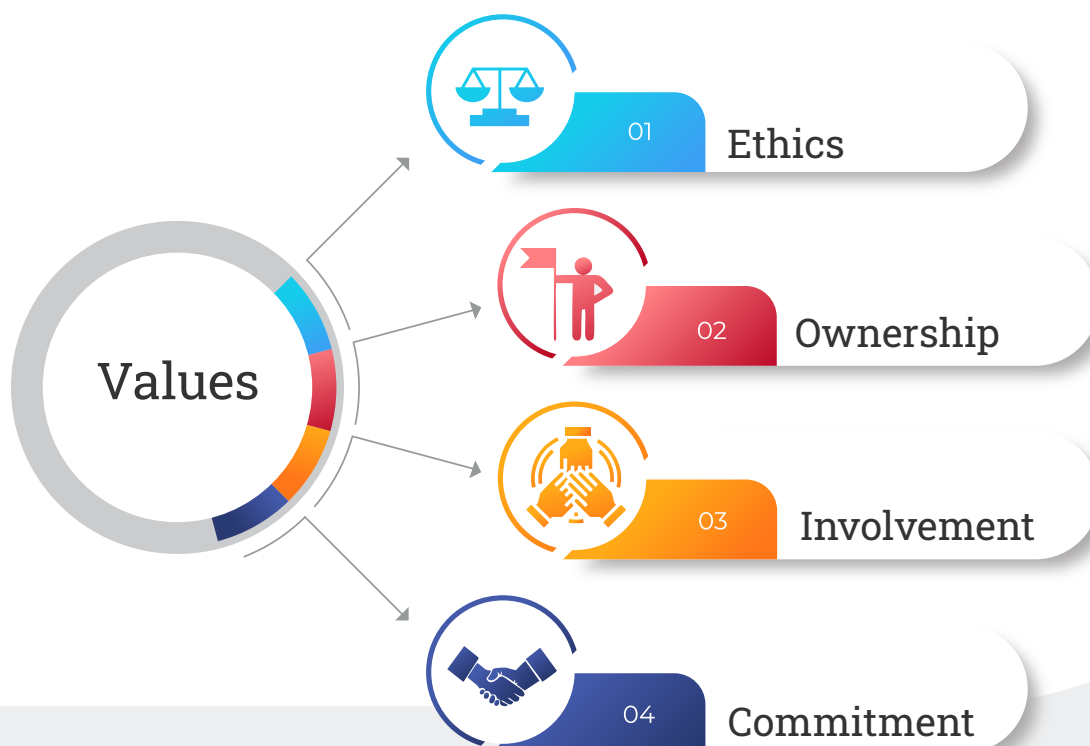 Values
01
Ethics
02
Ownership
03
Involvement
04
Commitment